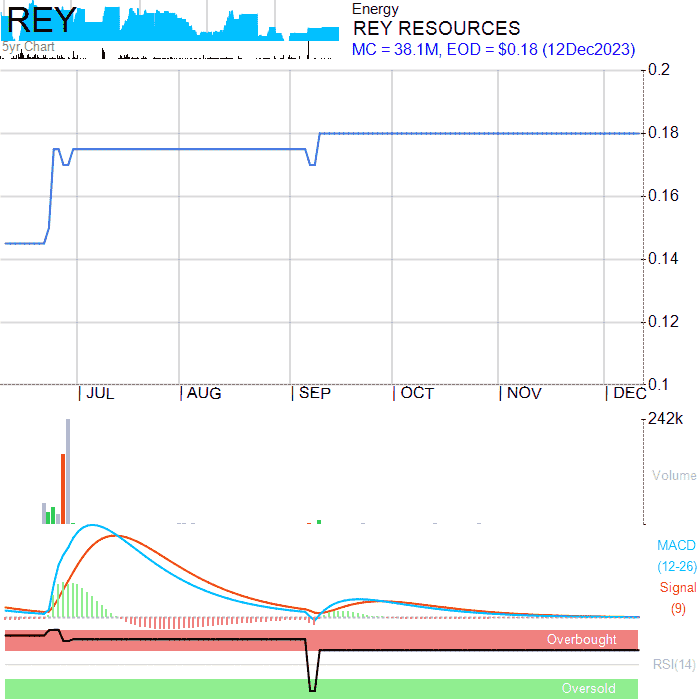 REY
5yr Chart
Energy
REY RESOURCES
MC = 38.1M, EOD = $0.18 (12Dec2023)
0.2
0.18
0.16
0.14
0.12
0.1
| JUL | AUG | SEP | OCT | NOV | DEC
242k
Volume
MACD
(12-26)
Signal
(9)
Overbought
RSI(14)
Oversold